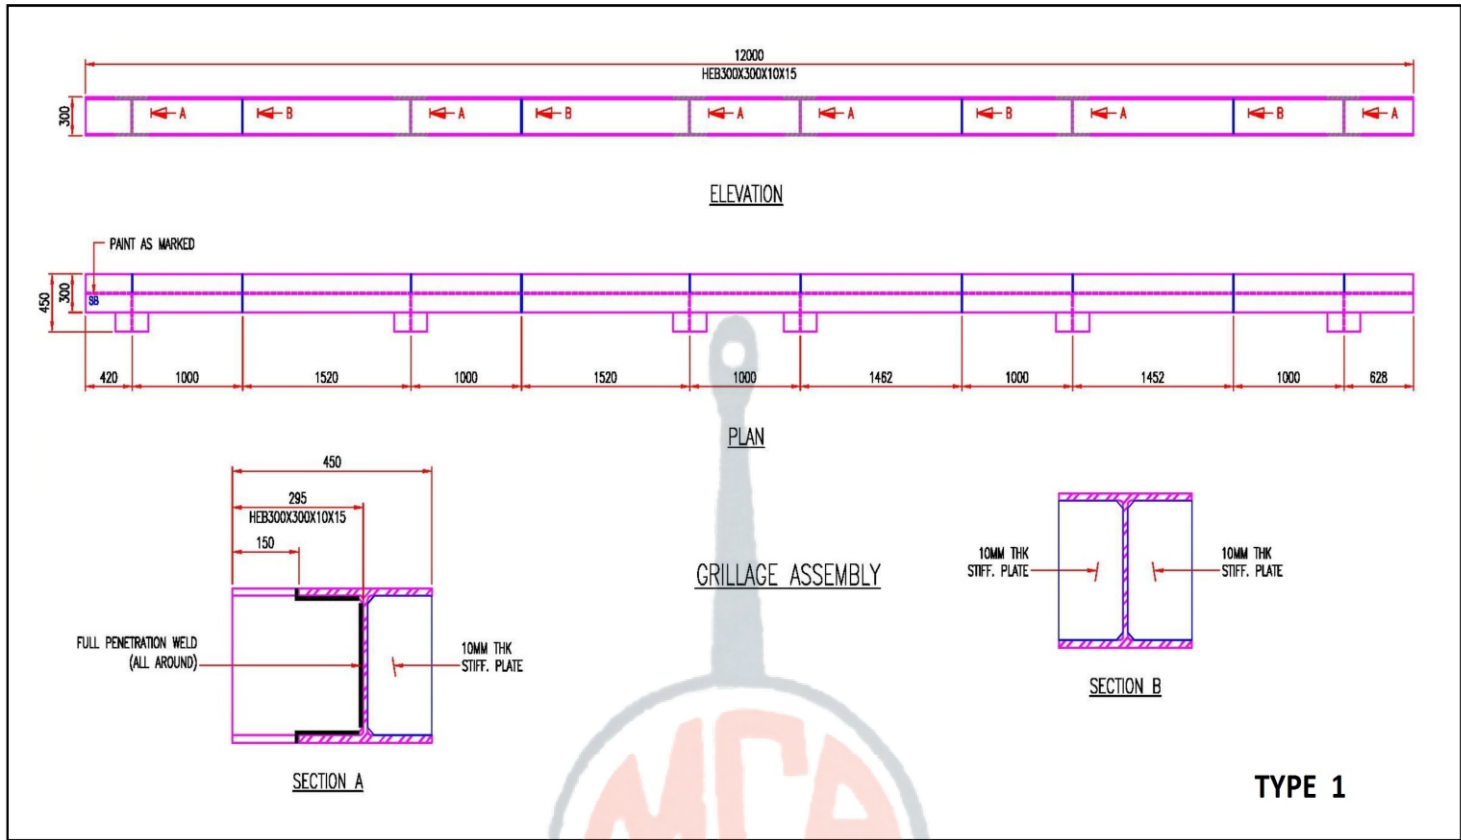 12000
HEB300X300X10X15
300
A
B
A
B
A
A
B
A
B
A
ELEVATION
PAINT AS MARKED
450
300
SB
420
1000
1520
1000
1520
1000
1462
1000
1452
1000
628
PLAN
450
295
HEB300X300X10X15
150
FULL PENETRATION WELD
(ALL AROUND)
10MM THK
STIFF. PLATE
SECTION A
GRILLAGE ASSEMBLY
10MM THK
STIFF. PLATE
10MM THK
STIFF. PLATE
SECTION B
TYPE 1